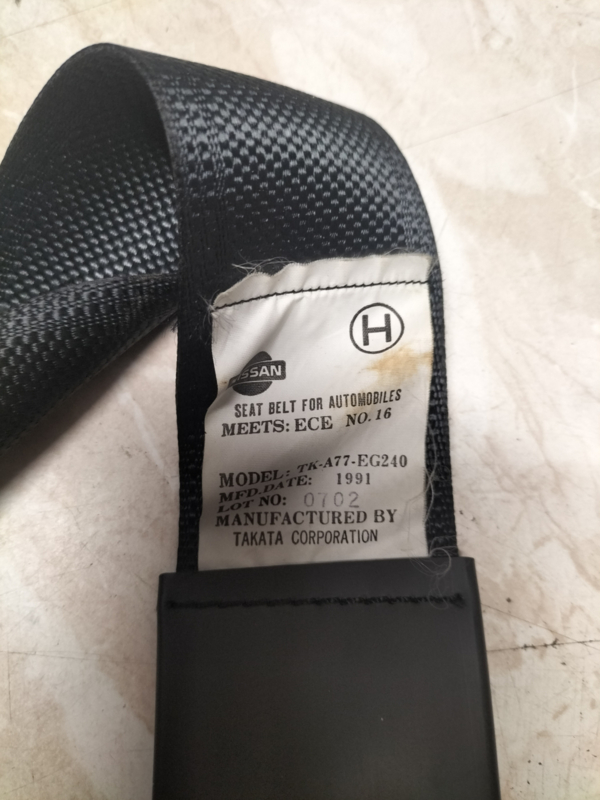 H
NISSAN
SEAT BELT FOR AUTOMOBILES
MEETS: ECE NO. 16
MODEL: TK-A77-EG240
MFD.DATE: 1991
LOT NO: 0702
MANUFACTURED BY
TAKATA CORPORATION